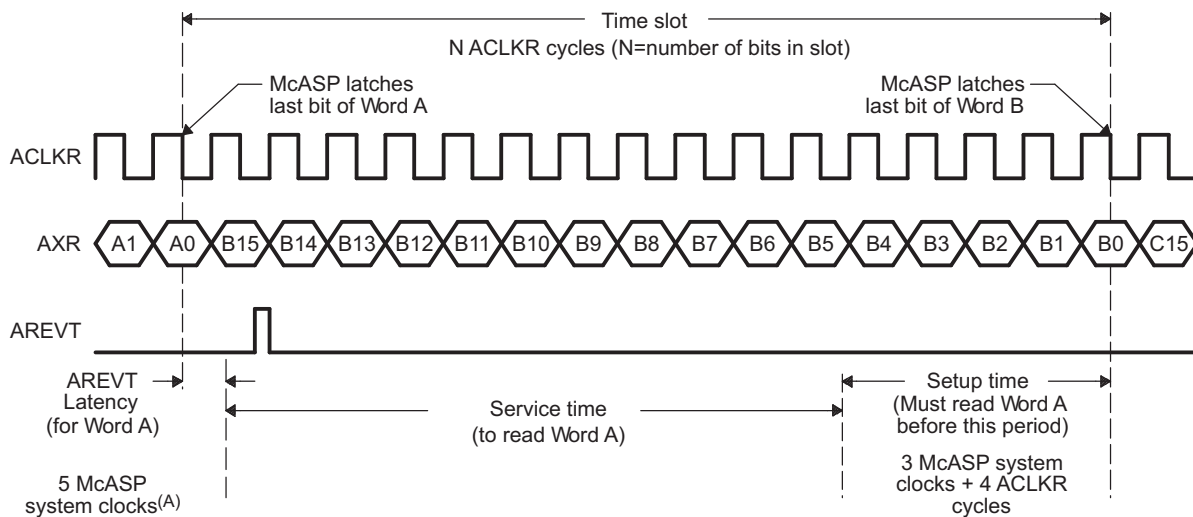 Time slot
N ACLKR cycles (N=number of bits in slot)
McASP latches
last bit of Word A
McASP latches
last bit of Word B
ACLKR
AXR A1 A0 B15 B14 B13 B12 B11 B10 B9 B8 B7 B6 B5 B4 B3 B2 B1 B0 C15
AREVT
AREVT
Latency
(for Word A)
Service time
(to read Word A)
Setup time
(Must read Word A
before this period)
5 McASP
system clocks(A)
3 McASP system
clocks + 4 ACLKR
cycles